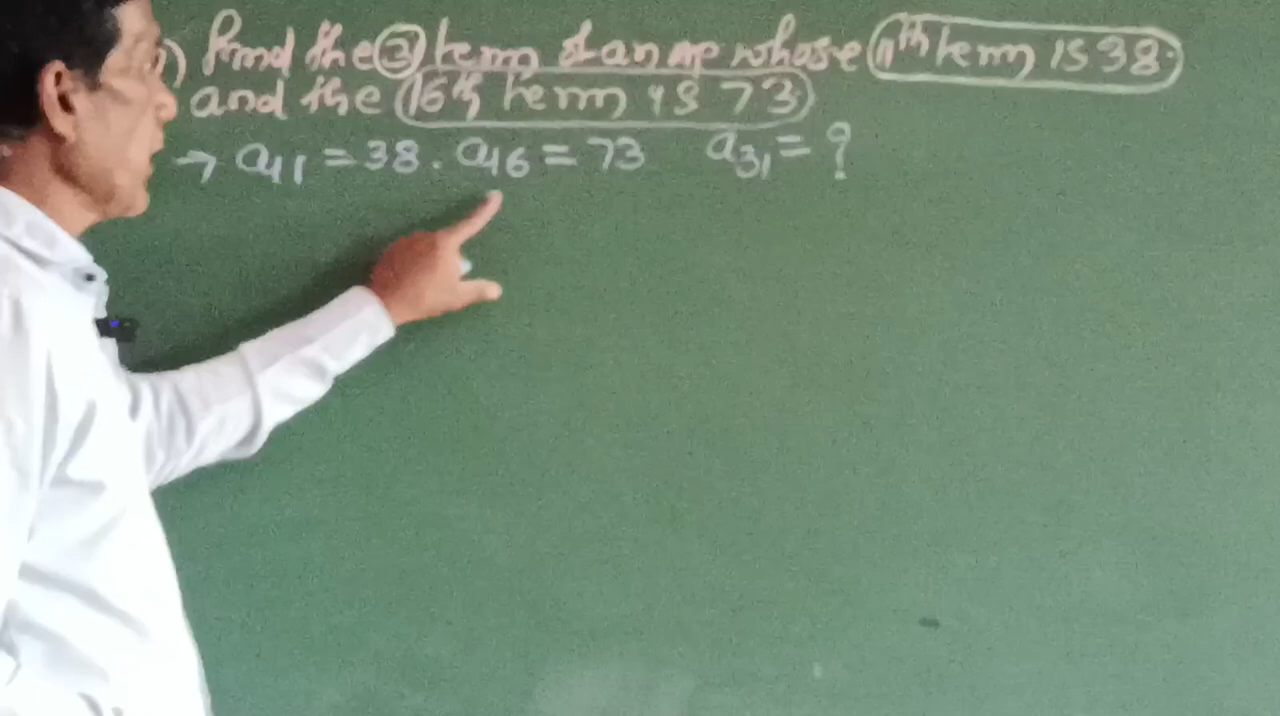 ) find the 31 term of an AP whose 11th term is 38.
and the 16th term is 73
→ a11 = 38. a16 = 73 a31 = ?